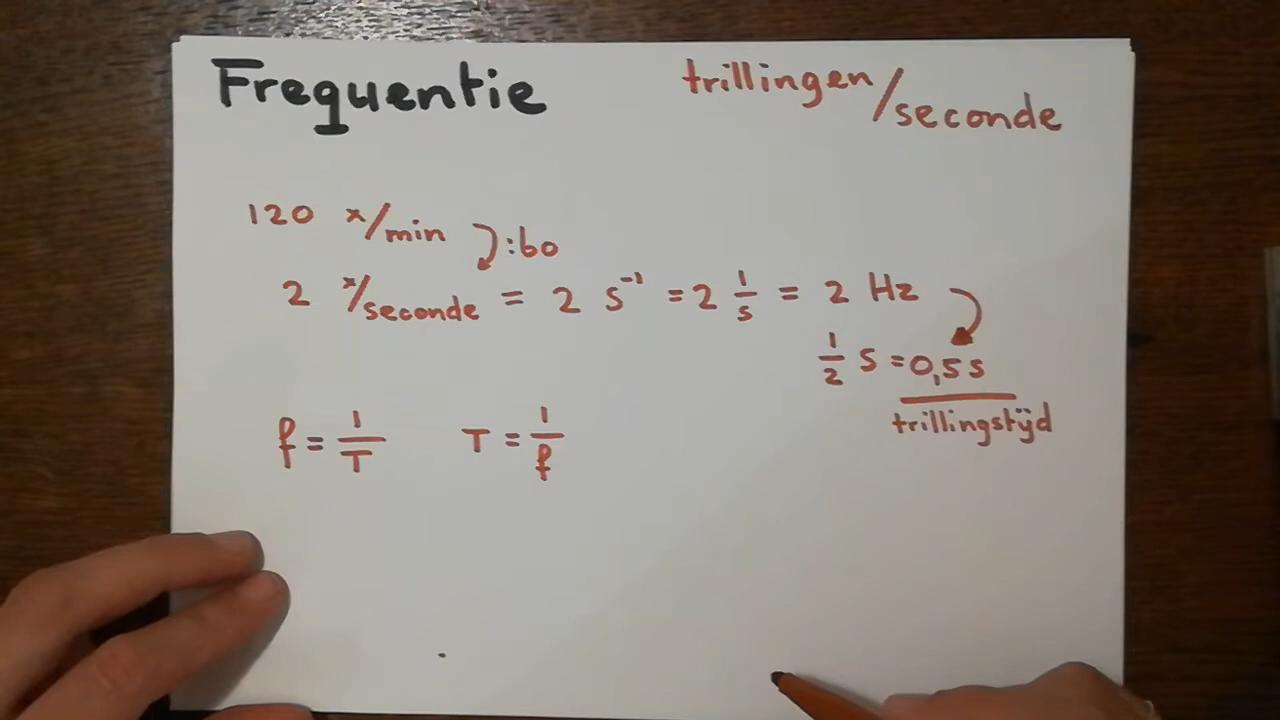 Frequentie
trillingen/seconde
120 x/min
:60
2 x/seconde = 2 s⁻¹ = 2 1/s = 2 Hz
1/2 s = 0,5 s
trillingstijd
f = 1/T
T = 1/f